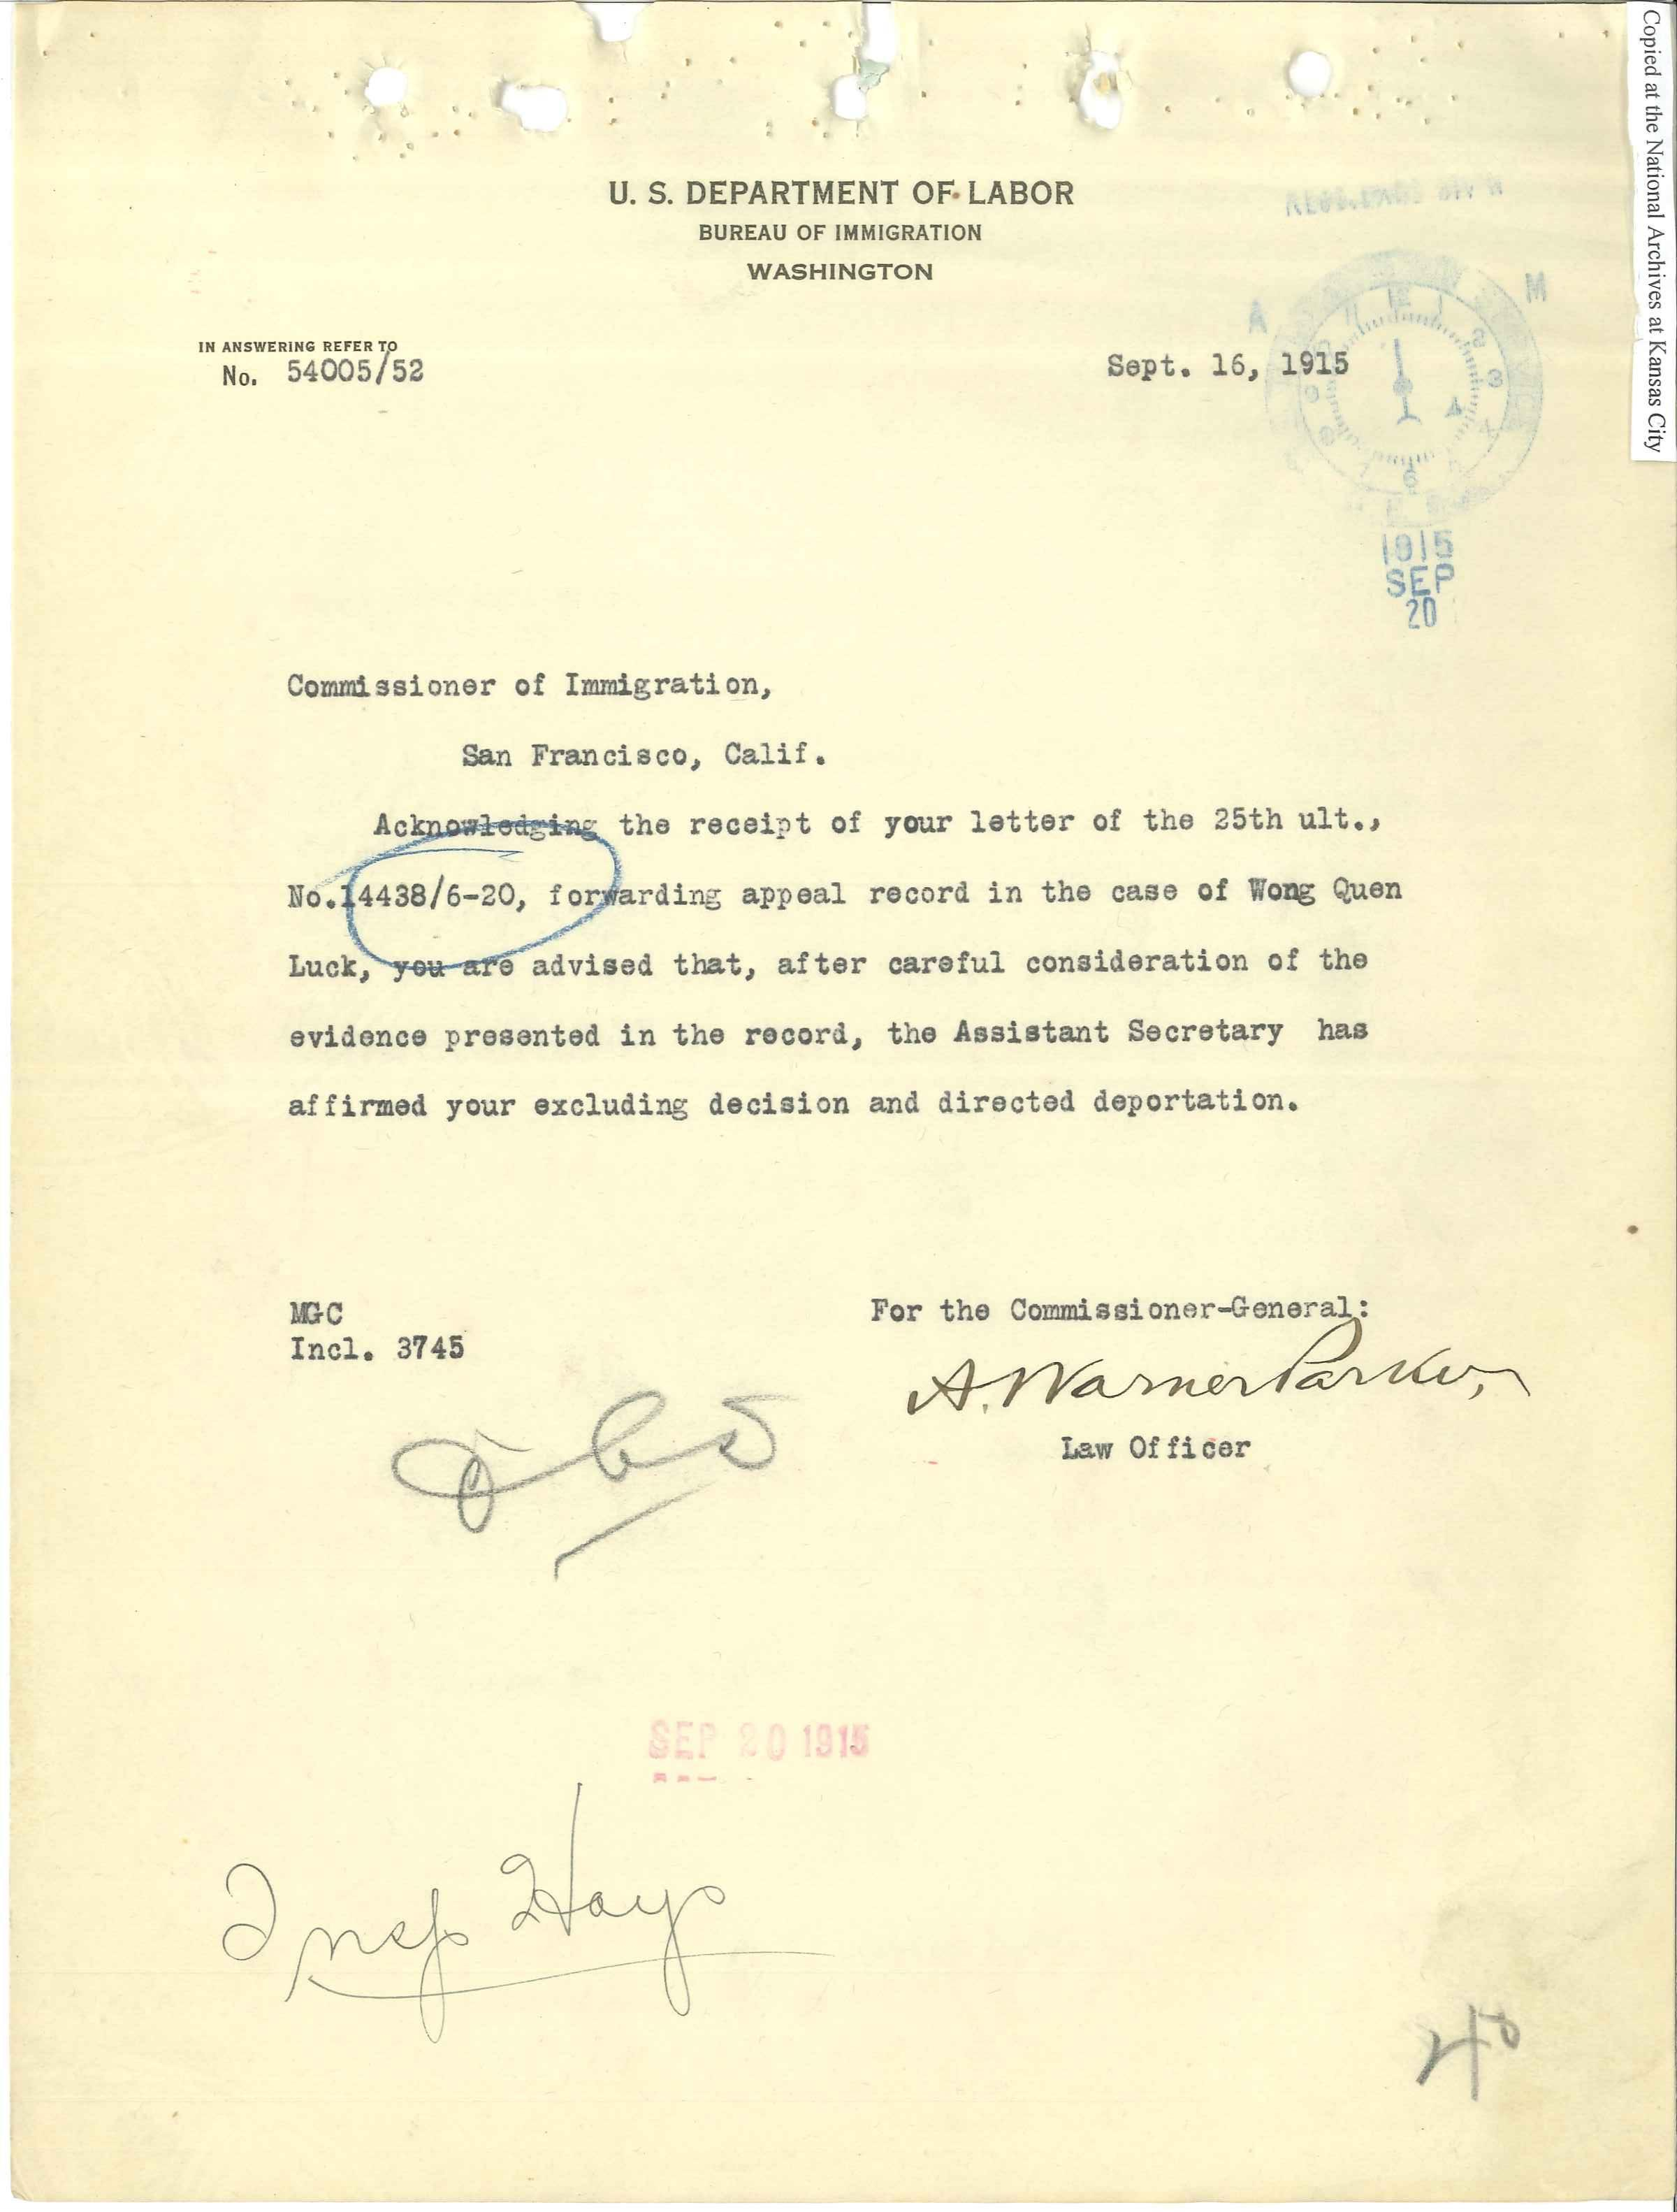 Copied at the National Archives at Kansas City
U. S. DEPARTMENT OF LABOR
BUREAU OF IMMIGRATION
WASHINGTON
IN ANSWERING REFER TO
No. 54005/52
Sept. 16, 1915
A M
1915
SEP
20
Commissioner of Immigration,
San Francisco, Calif.
Acknowledging the receipt of your letter of the 25th ult.,
No.14438/6-20, forwarding appeal record in the case of Wong Quen
Luck, you are advised that, after careful consideration of the
evidence presented in the record, the Assistant Secretary has
affirmed your excluding decision and directed deportation.
MGC
Incl. 3745
For the Commissioner-General:
A. Warner Parker,
Law Officer
SEP 20 1915
Insp Hays
40